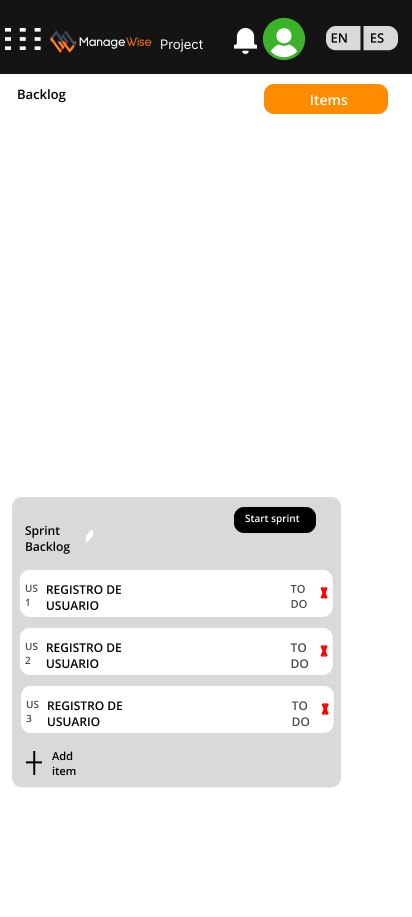 ManageWise Project
EN ES
Backlog
Items
Start sprint
Sprint
Backlog
US
1
REGISTRO DE
USUARIO
TO
DO
US
2
REGISTRO DE
USUARIO
TO
DO
US
3
REGISTRO DE
USUARIO
TO
DO
Add
item